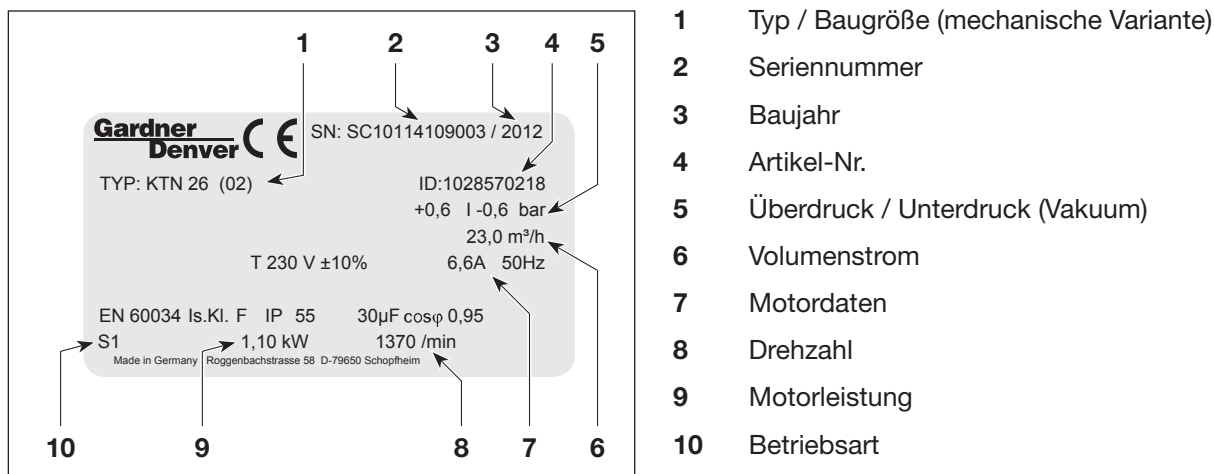 1 2 3 4 5
Gardner
Denver
CE
SN: SC10114109003 / 2012
TYP: KTN 26 (02)
ID:1028570218
+0,6 I -0,6 bar
23,0 m³/h
T 230 V ±10% 6,6A 50Hz
EN 60034 Is.Kl. F IP 55 30µF cosφ 0,95
S1 1,10 kW 1370 /min
Made in Germany Roggenbachstrasse 58 D-79650 Schopfheim
10 9 8 7 6
1 Typ / Baugröße (mechanische Variante)
2 Seriennummer
3 Baujahr
4 Artikel-Nr.
5 Überdruck / Unterdruck (Vakuum)
6 Volumenstrom
7 Motordaten
8 Drehzahl
9 Motorleistung
10 Betriebsart